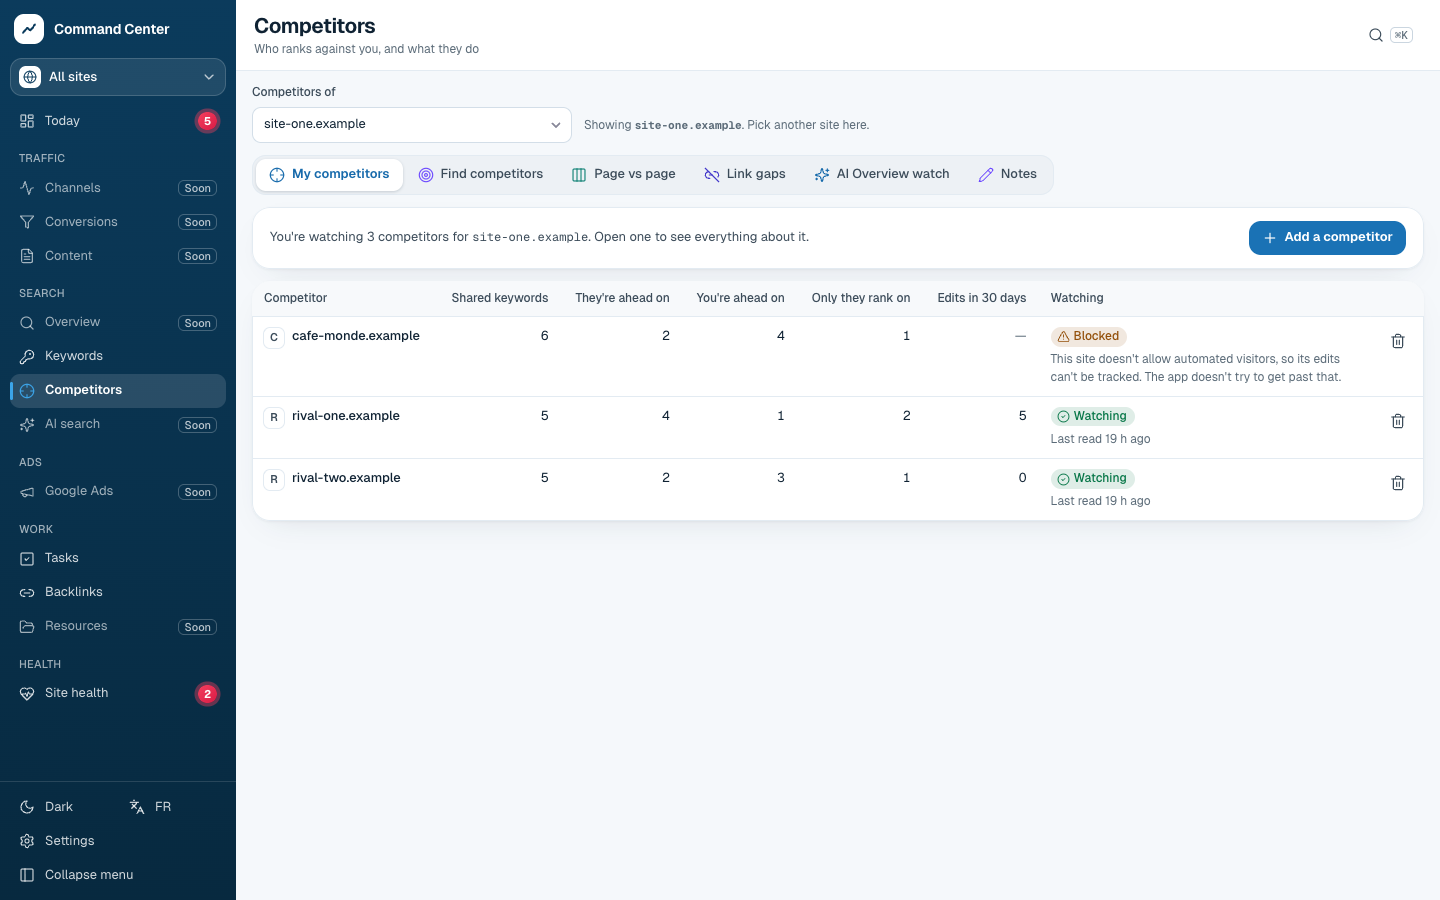 Command Center
All sites
Today 5
TRAFFIC
Channels Soon
Conversions Soon
Content Soon
SEARCH
Overview Soon
Keywords
Competitors
AI search Soon
ADS
Google Ads Soon
WORK
Tasks
Backlinks
Resources Soon
HEALTH
Site health 2
Dark FR
Settings
Collapse menu
Competitors
Who ranks against you, and what they do
⌘K
Competitors of
site-one.example
Showing site-one.example. Pick another site here.
My competitors Find competitors Page vs page Link gaps AI Overview watch Notes
You're watching 3 competitors for site-one.example. Open one to see everything about it.
+ Add a competitor
Competitor Shared keywords They're ahead on You're ahead on Only they rank on Edits in 30 days Watching
C cafe-monde.example 6 2 4 1 — Blocked
This site doesn't allow automated visitors, so its edits
can't be tracked. The app doesn't try to get past that.
R rival-one.example 5 4 1 2 5 Watching
Last read 19 h ago
R rival-two.example 5 2 3 1 0 Watching
Last read 19 h ago